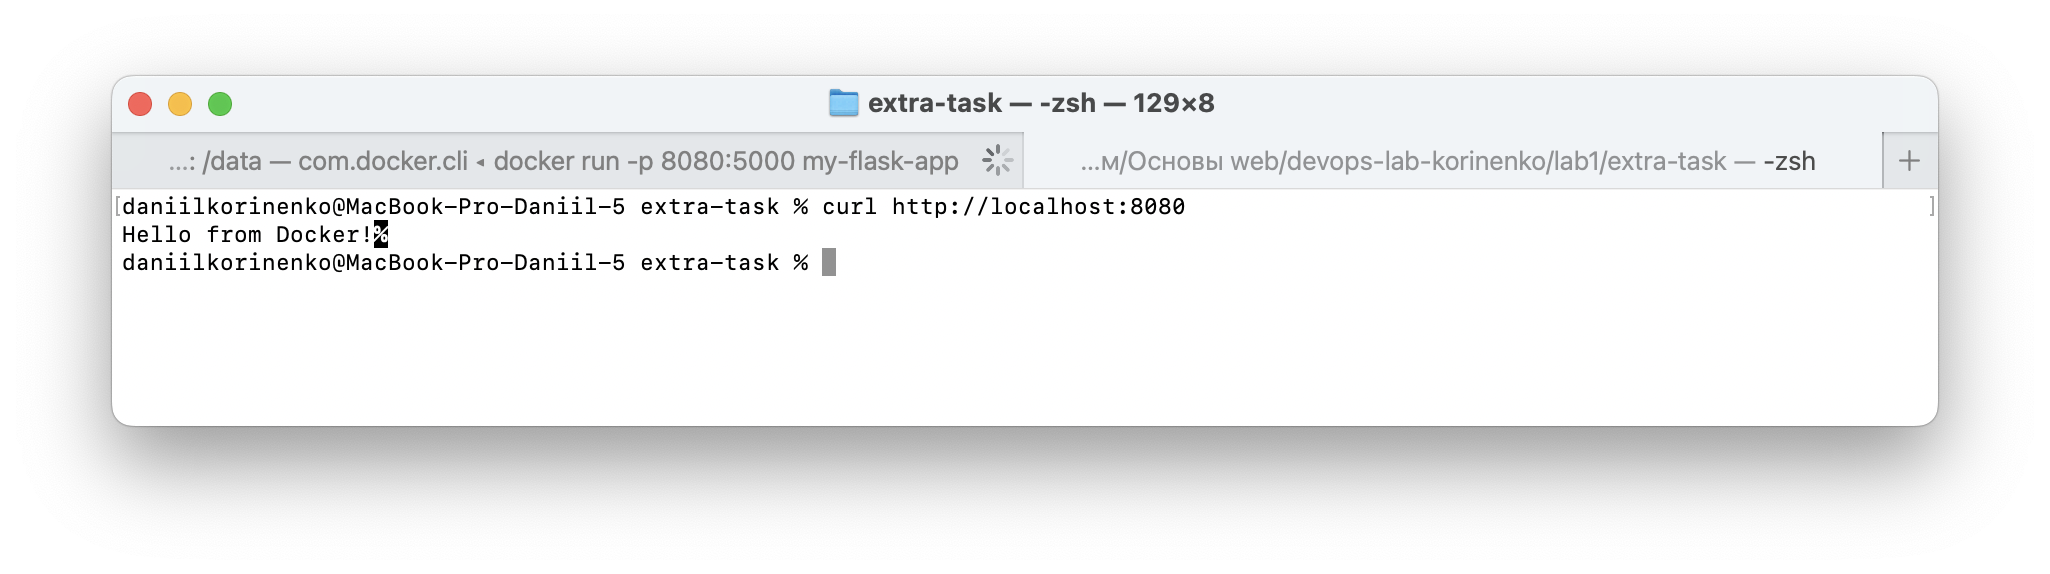 extra-task — -zsh — 129×8
...: /data — com.docker.cli ◂ docker run -p 8080:5000 my-flask-app
...м/Основы web/devops-lab-korinenko/lab1/extra-task — -zsh
+
[daniilkorinenko@MacBook-Pro-Daniil-5 extra-task % curl http://localhost:8080 ]
Hello from Docker!%
daniilkorinenko@MacBook-Pro-Daniil-5 extra-task %